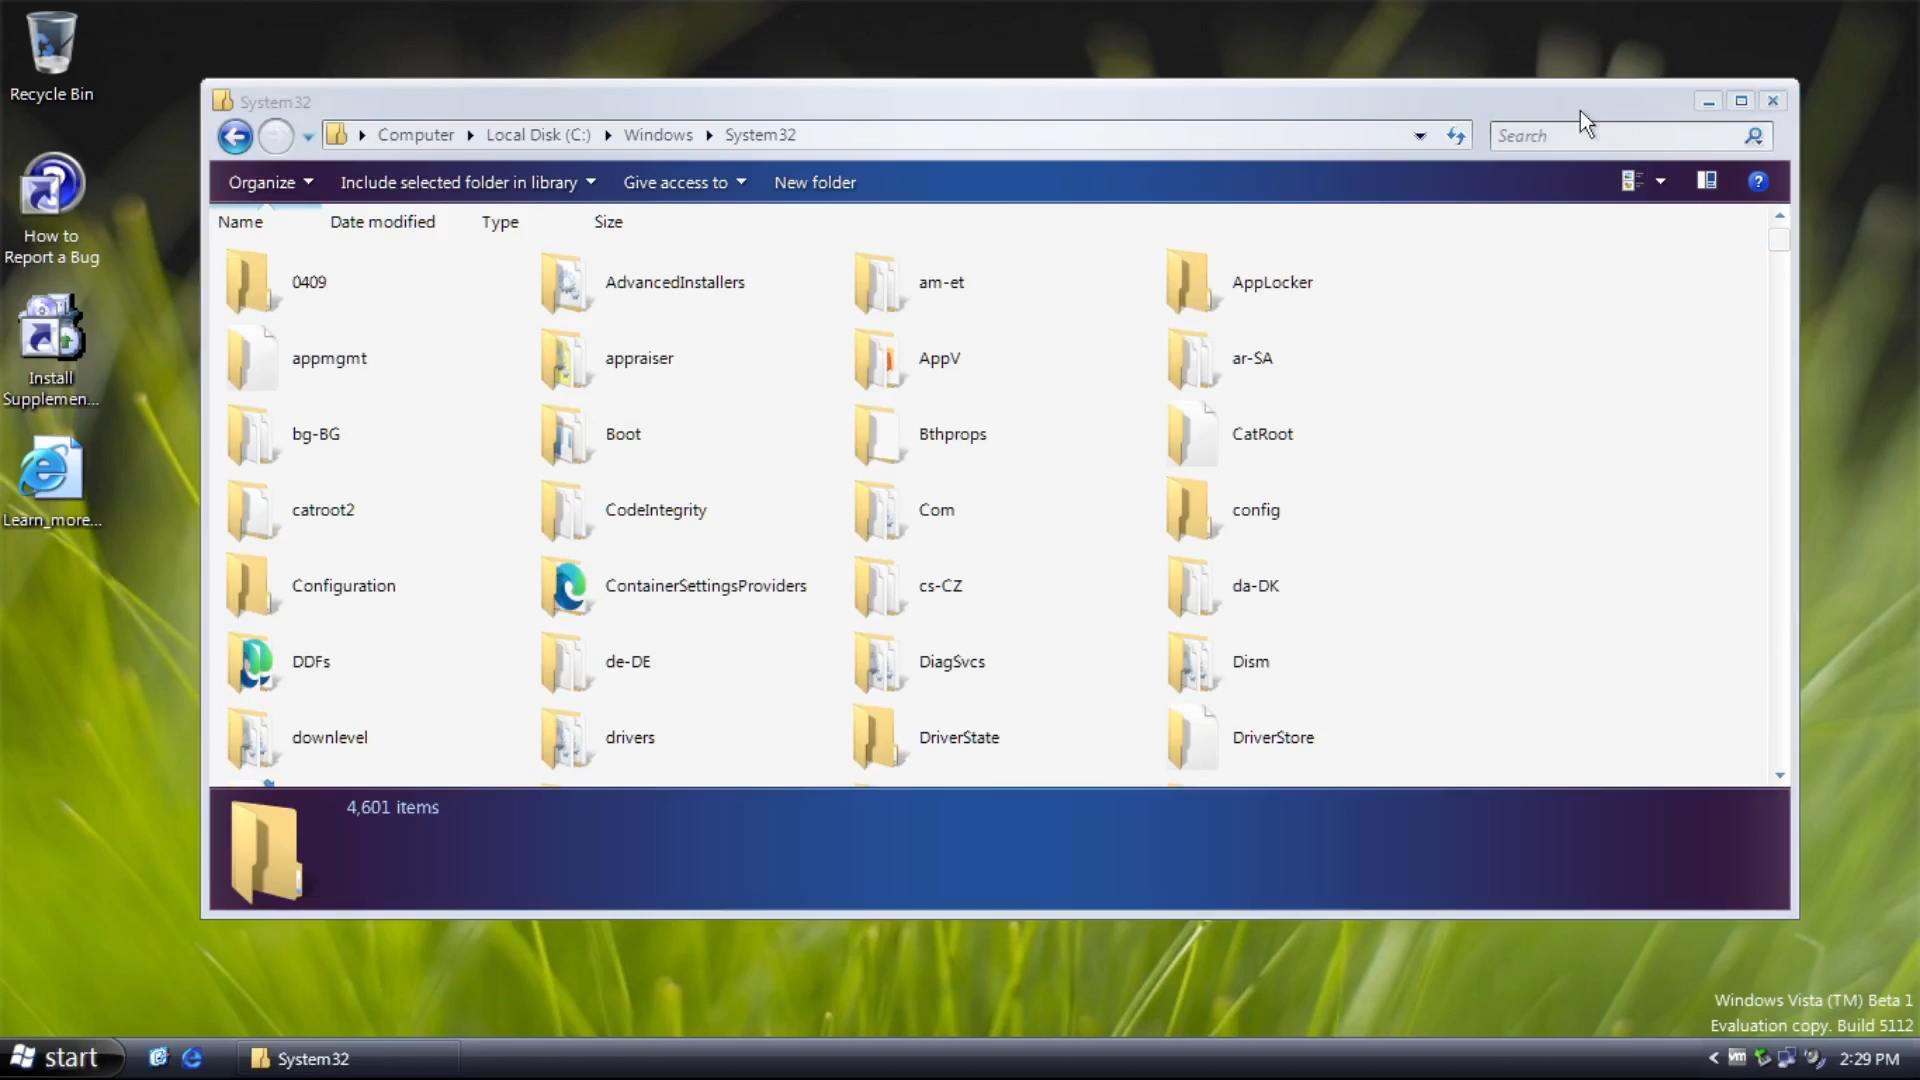 Recycle Bin
How to
Report a Bug
Install
Supplemen...
Learn_more...
System32
Computer Local Disk (C:) Windows System32
Search
Organize Include selected folder in library Give access to New folder
?
Name Date modified Type Size
0409 AdvancedInstallers am-et AppLocker
appmgmt appraiser AppV ar-SA
bg-BG Boot Bthprops CatRoot
catroot2 CodeIntegrity Com config
Configuration ContainerSettingsProviders cs-CZ da-DK
DDFs de-DE DiagSvcs Dism
downlevel drivers DriverState DriverStore
4,601 items
Windows Vista (TM) Beta 1
Evaluation copy. Build 5112
start System32 vm 2:29 PM